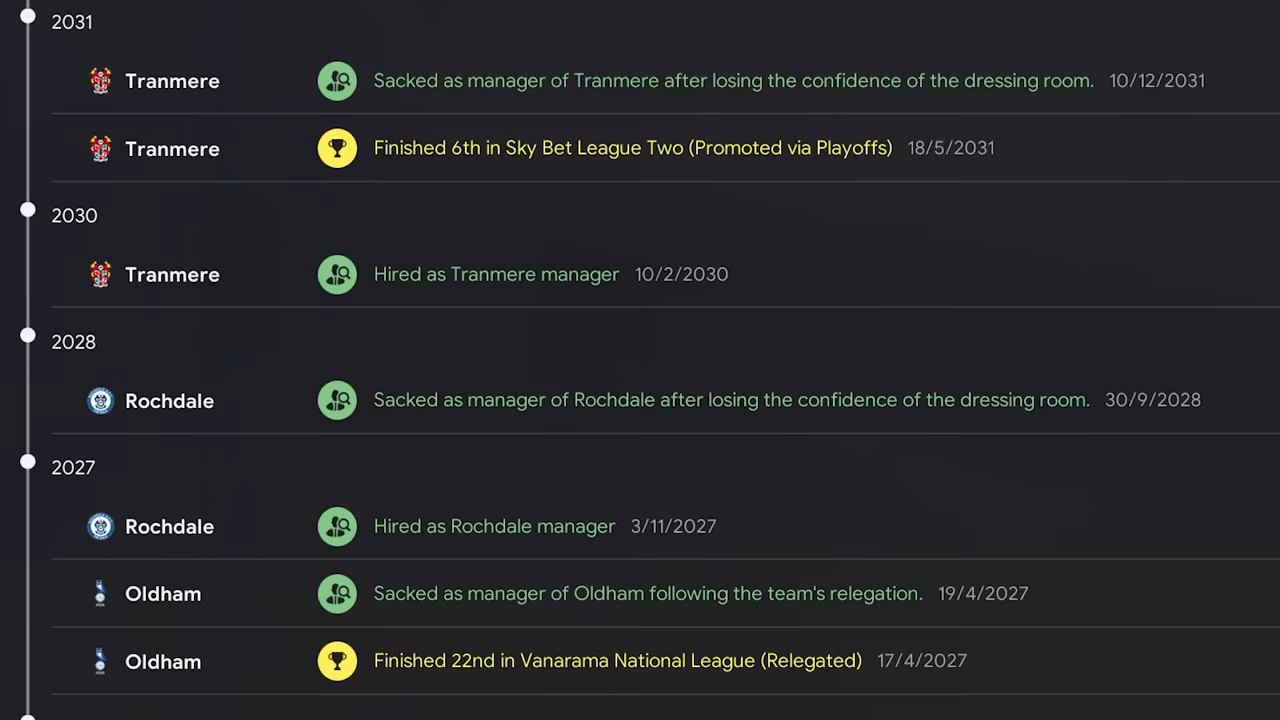 2031
Tranmere Sacked as manager of Tranmere after losing the confidence of the dressing room. 10/12/2031
Tranmere Finished 6th in Sky Bet League Two (Promoted via Playoffs) 18/5/2031
2030
Tranmere Hired as Tranmere manager 10/2/2030
2028
Rochdale Sacked as manager of Rochdale after losing the confidence of the dressing room. 30/9/2028
2027
Rochdale Hired as Rochdale manager 3/11/2027
Oldham Sacked as manager of Oldham following the team's relegation. 19/4/2027
Oldham Finished 22nd in Vanarama National League (Relegated) 17/4/2027